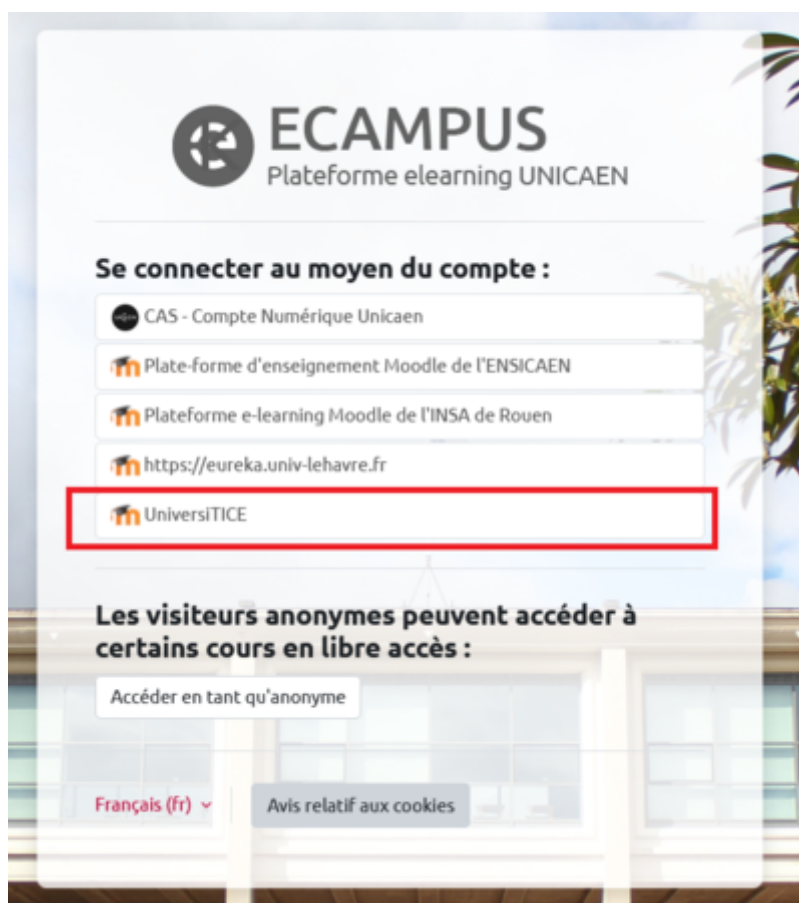 ECAMPUS
Plateforme elearning UNICAEN
Se connecter au moyen du compte :
CAS - Compte Numérique Unicaen
Plate-forme d'enseignement Moodle de l'ENSICAEN
Plateforme e-learning Moodle de l'INSA de Rouen
https://eureka.univ-lehavre.fr
UniversiTICE
Les visiteurs anonymes peuvent accéder à
certains cours en libre accès :
Accéder en tant qu'anonyme
Français (fr)
Avis relatif aux cookies